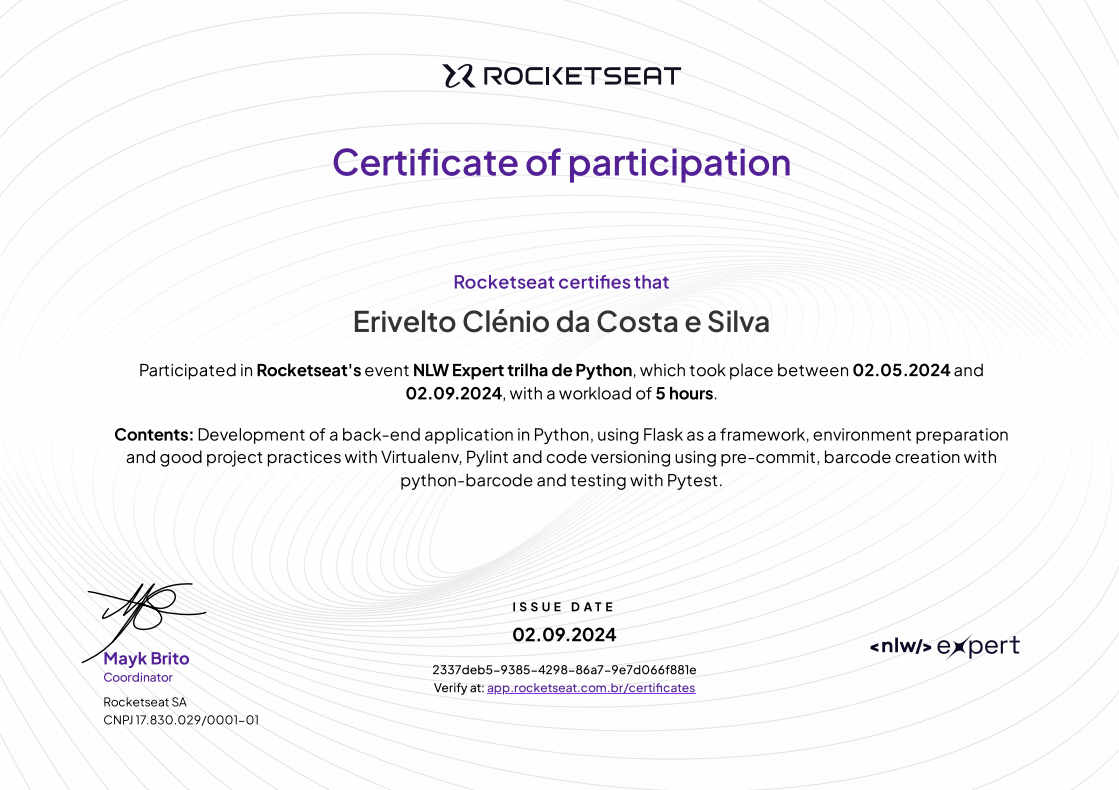 ROCKETSEAT
Certificate of participation
Rocketseat certifies that
Erivelto Clénio da Costa e Silva
Participated in Rocketseat's event NLW Expert trilha de Python, which took place between 02.05.2024 and
02.09.2024, with a workload of 5 hours.
Contents: Development of a back-end application in Python, using Flask as a framework, environment preparation
and good project practices with Virtualenv, Pylint and code versioning using pre-commit, barcode creation with
python-barcode and testing with Pytest.
Mayk Brito
Coordinator
Rocketseat SA
CNPJ 17.830.029/0001-01
ISSUE DATE
02.09.2024
2337deb5-9385-4298-86a7-9e7d066f881e
Verify at: app.rocketseat.com.br/certificates
<nlw/> expert